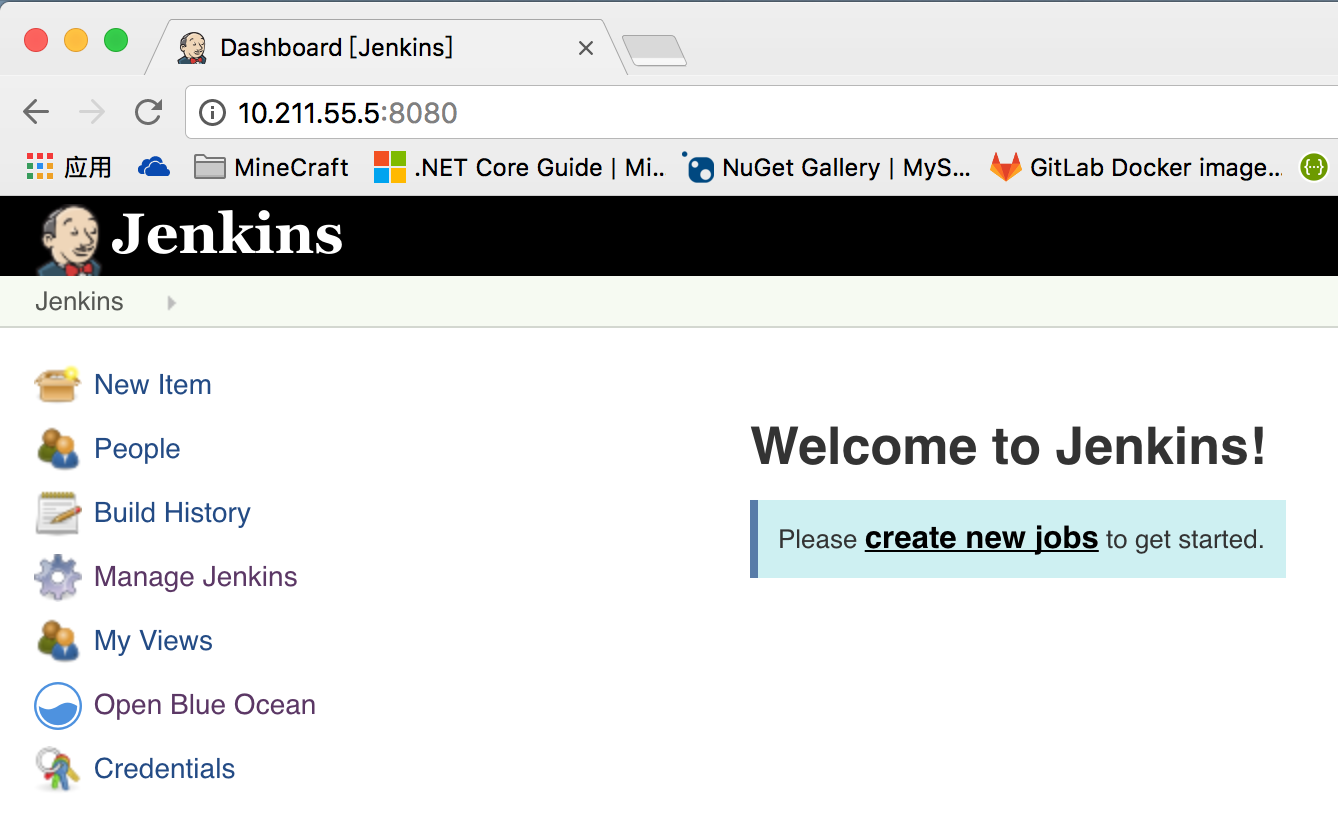 Dashboard [Jenkins]
10.211.55.5:8080
应用 MineCraft .NET Core Guide | Mi.. NuGet Gallery | MyS... GitLab Docker image... {···}
Jenkins
Jenkins
New Item
People
Build History
Manage Jenkins
My Views
Open Blue Ocean
Credentials
Welcome to Jenkins!
Please create new jobs to get started.